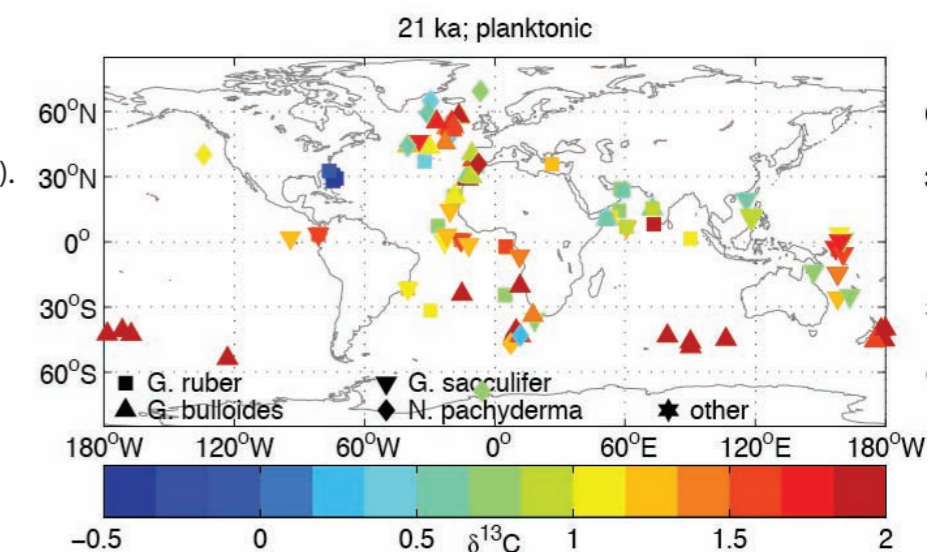 21 ka; planktonic
).
60°N
30°N
0°
30°S
60°S
G. ruber
G. sacculifer
G. bulloides
N. pachyderma
other
180°W 120°W 60°W 0° 60°E 120°E 180°W
−0.5 0 0.5 1 1.5 2
δ¹³C